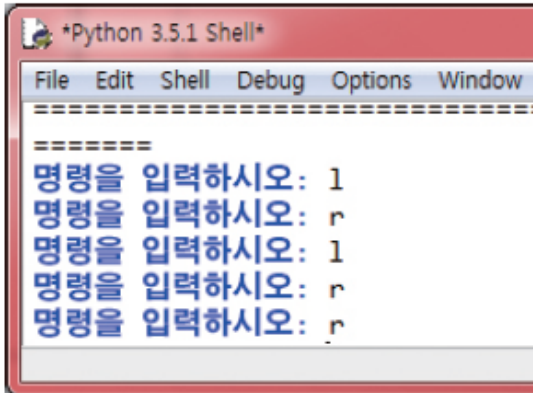 *Python 3.5.1 Shell*
File Edit Shell Debug Options Window
==============================
=======
명령을 입력하시오: l
명령을 입력하시오: r
명령을 입력하시오: l
명령을 입력하시오: r
명령을 입력하시오: r